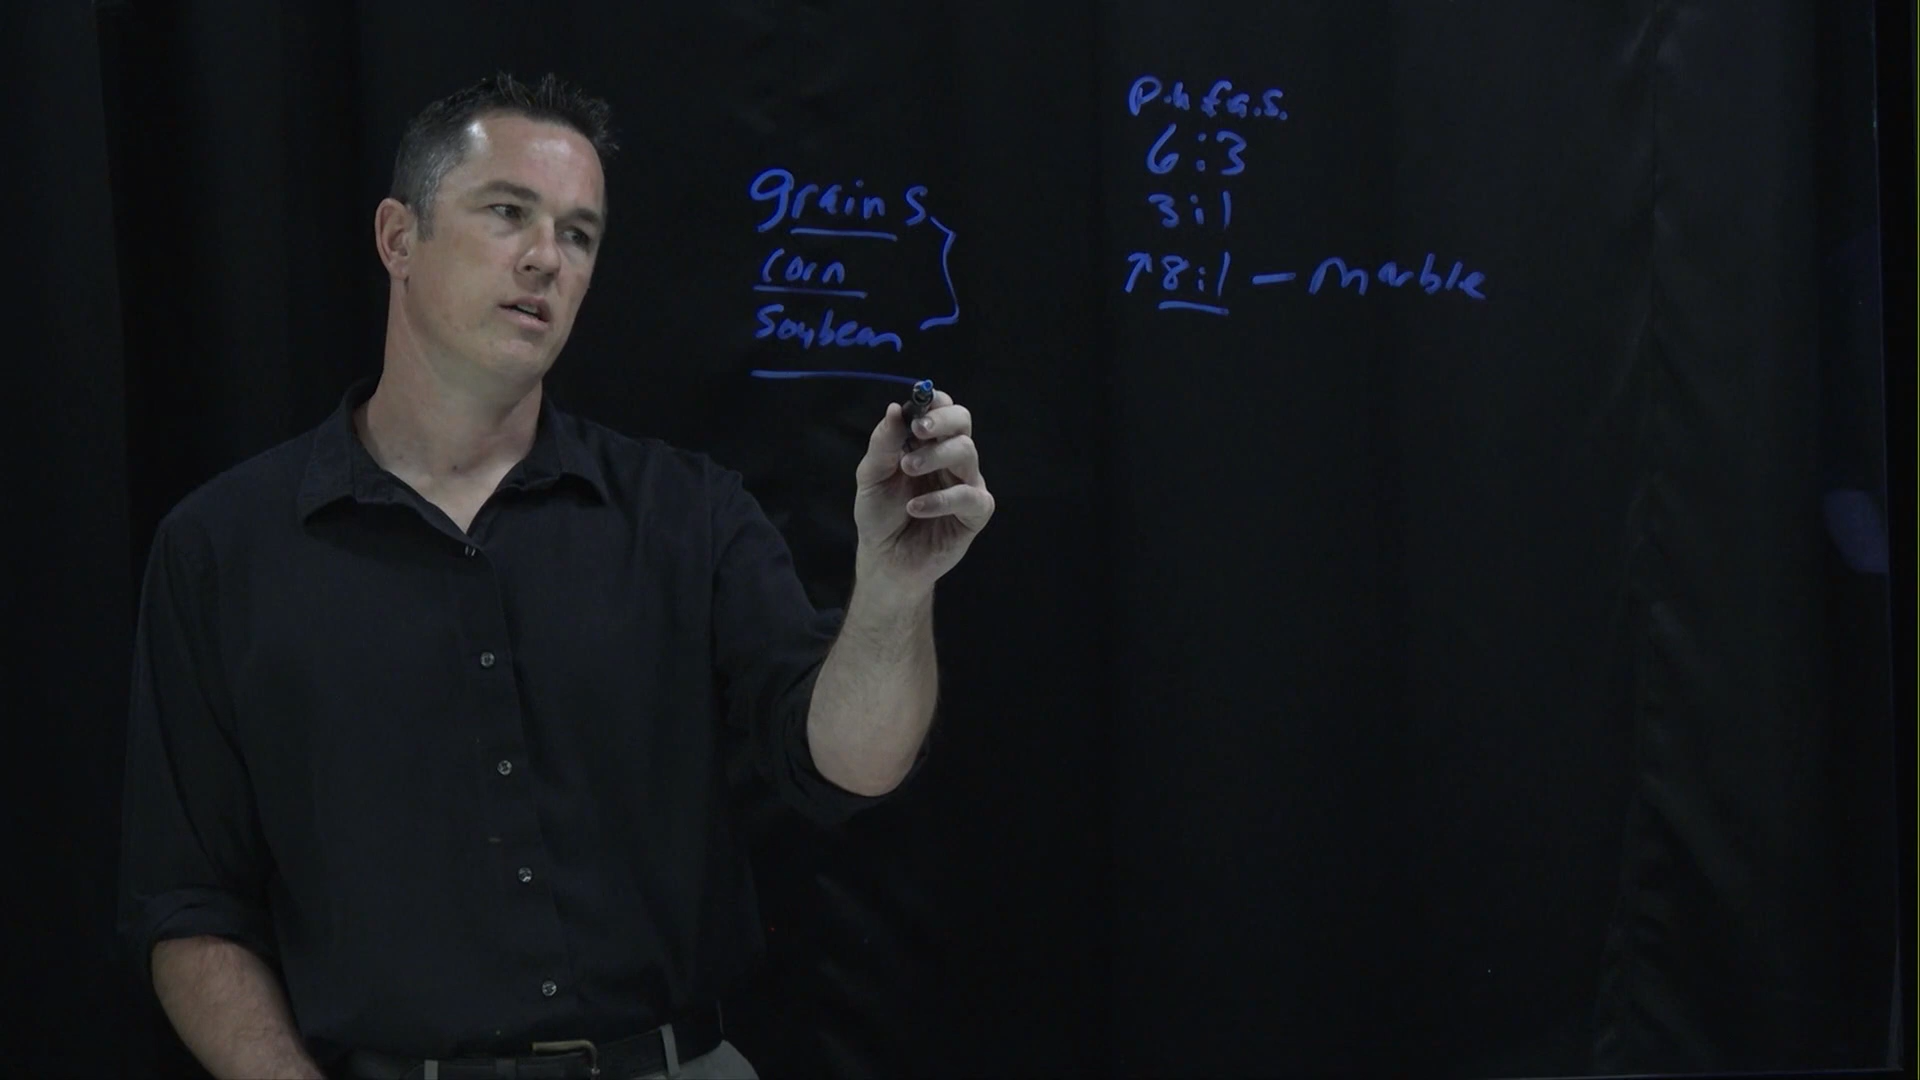 grains
corn
Soybean
P.u.f.a.s.
6:3
3:1
↑8:1 - Marble